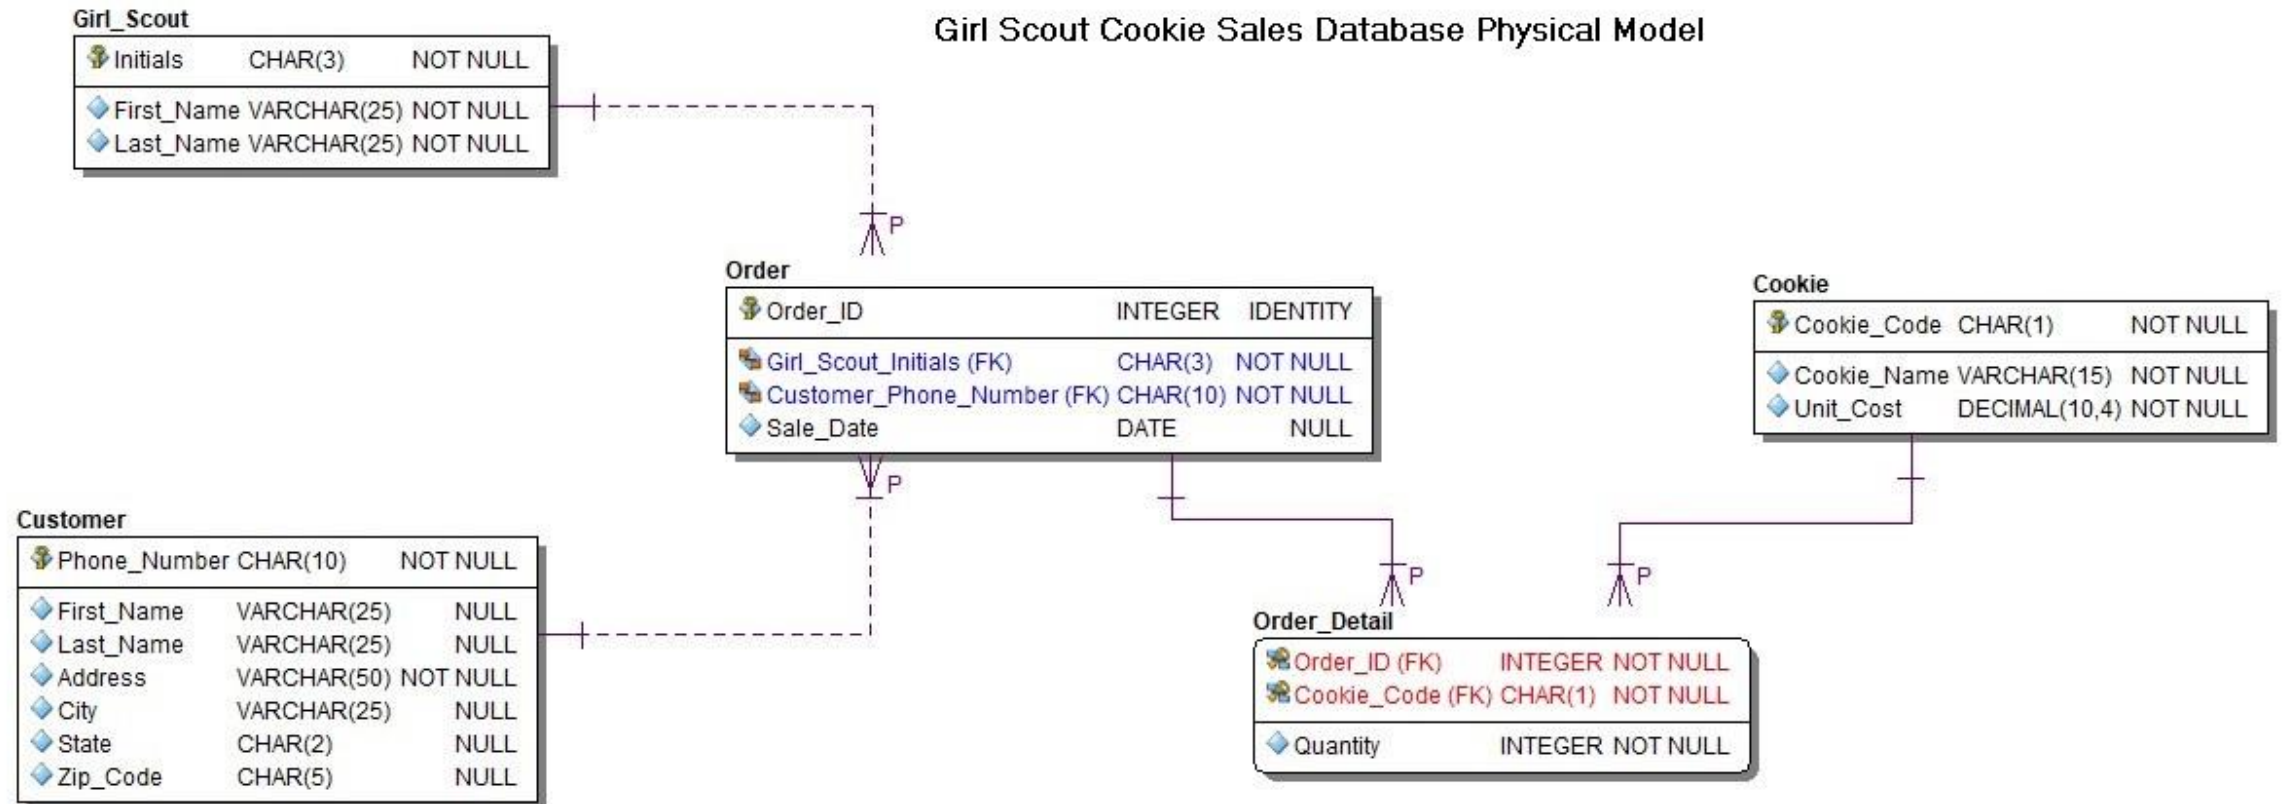 Girl Scout Cookie Sales Database Physical Model
Girl_Scout
Initials CHAR(3) NOT NULL
First_Name VARCHAR(25) NOT NULL
Last_Name VARCHAR(25) NOT NULL
P
Order
Order_ID INTEGER IDENTITY
Girl_Scout_Initials (FK) CHAR(3) NOT NULL
Customer_Phone_Number (FK) CHAR(10) NOT NULL
Sale_Date DATE NULL
P
Cookie
Cookie_Code CHAR(1) NOT NULL
Cookie_Name VARCHAR(15) NOT NULL
Unit_Cost DECIMAL(10,4) NOT NULL
Customer
Phone_Number CHAR(10) NOT NULL
First_Name VARCHAR(25) NULL
Last_Name VARCHAR(25) NULL
Address VARCHAR(50) NOT NULL
City VARCHAR(25) NULL
State CHAR(2) NULL
Zip_Code CHAR(5) NULL
P
P
Order_Detail
Order_ID (FK) INTEGER NOT NULL
Cookie_Code (FK) CHAR(1) NOT NULL
Quantity INTEGER NOT NULL